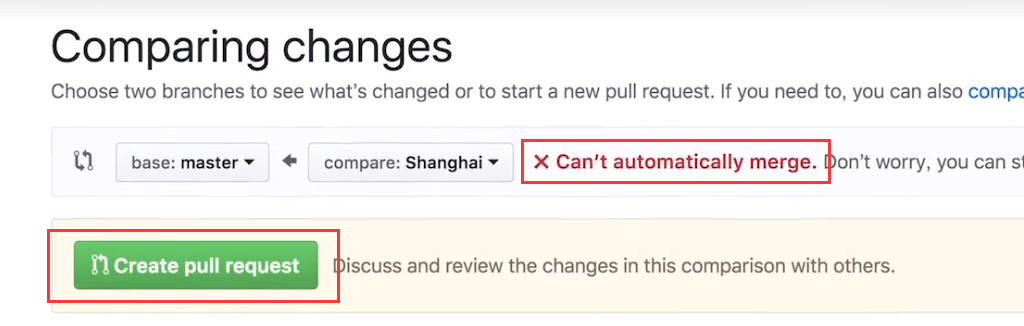 Comparing changes
Choose two branches to see what's changed or to start a new pull request. If you need to, you can also
base: master compare: Shanghai ✕ Can't automatically merge. Don't worry, you can
Create pull request Discuss and review the changes in this comparison with others.